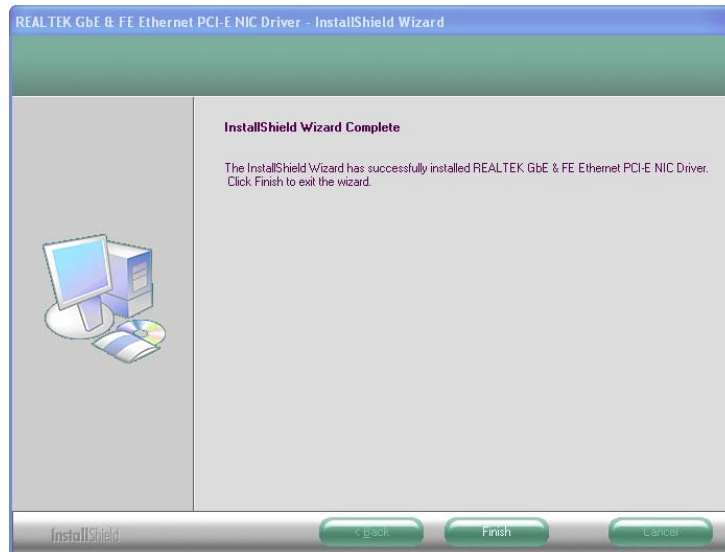 REALTEK GbE & FE Ethernet PCI-E NIC Driver - InstallShield Wizard
InstallShield Wizard Complete
The InstallShield Wizard has successfully installed REALTEK GbE & FE Ethernet PCI-E NIC Driver.
Click Finish to exit the wizard.
InstallShield
< Back
Finish
Cancel